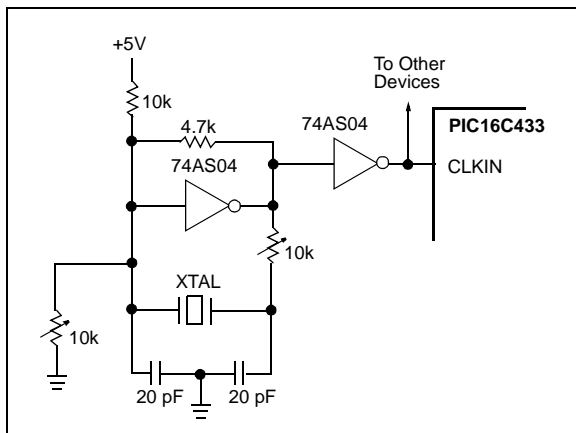 +5V
To Other
Devices
10k
4.7k
74AS04
PIC16C433
74AS04
CLKIN
10k
XTAL
10k
20 pF
20 pF